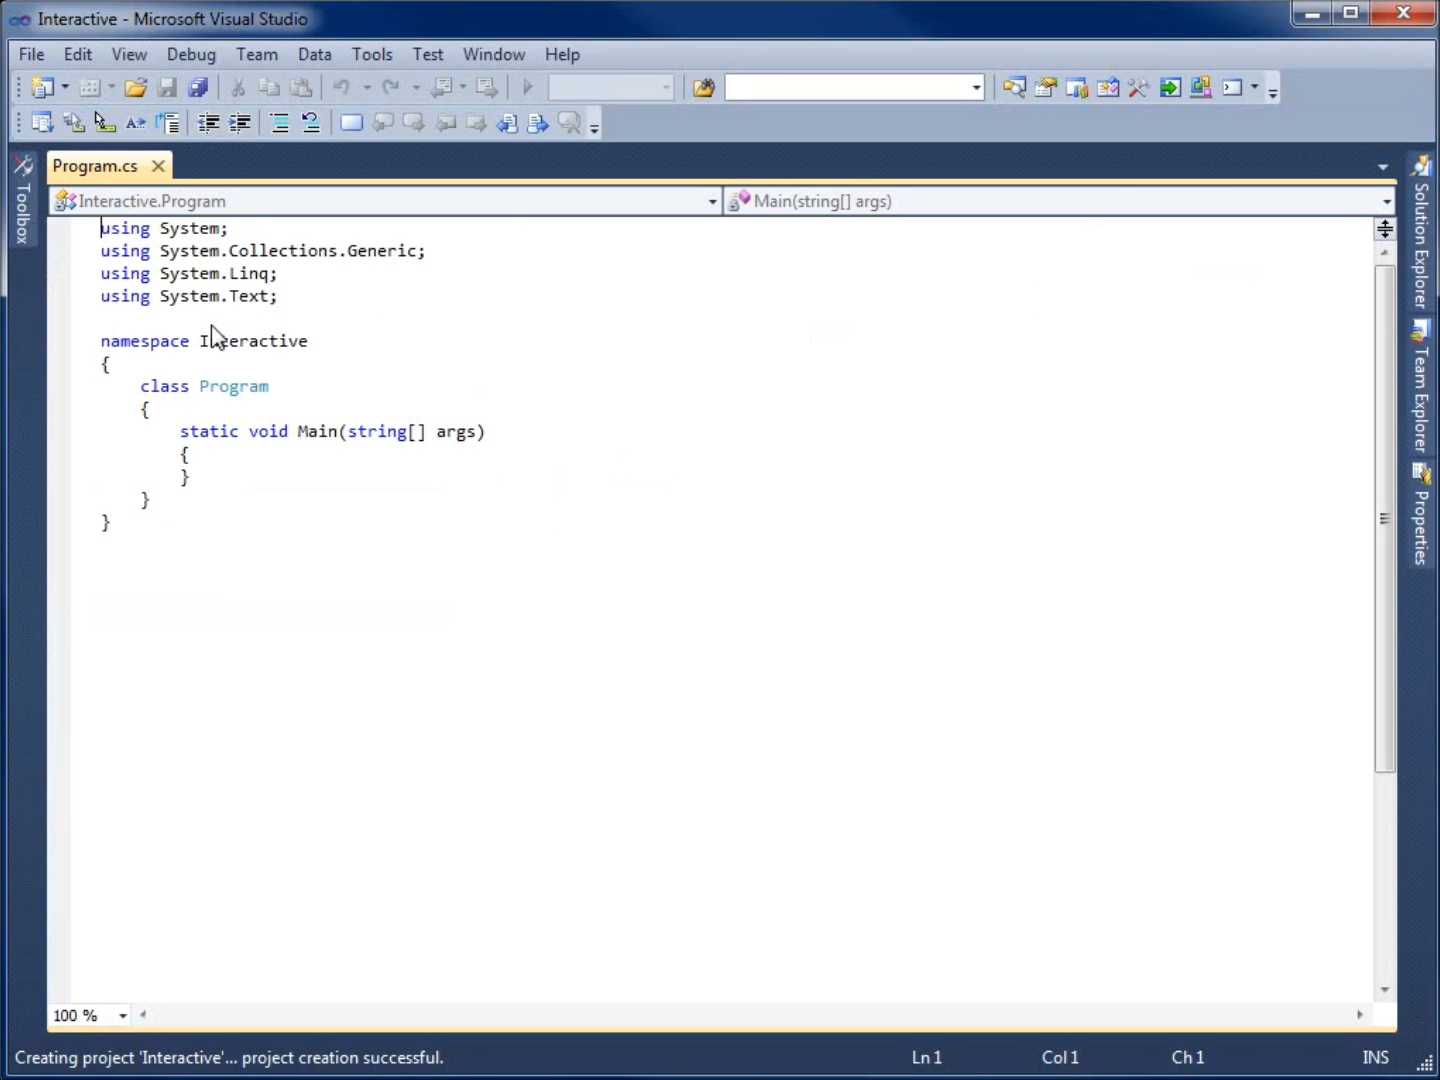 Interactive - Microsoft Visual Studio
File Edit View Debug Team Data Tools Test Window Help
Program.cs
Interactive.Program Main(string[] args)
Toolbox
Solution Explorer
Team Explorer
Properties
using System;
using System.Collections.Generic;
using System.Linq;
using System.Text;
namespace Interactive
{
class Program
{
static void Main(string[] args)
{
}
}
}
100 %
Creating project 'Interactive'... project creation successful. Ln 1 Col 1 Ch 1 INS